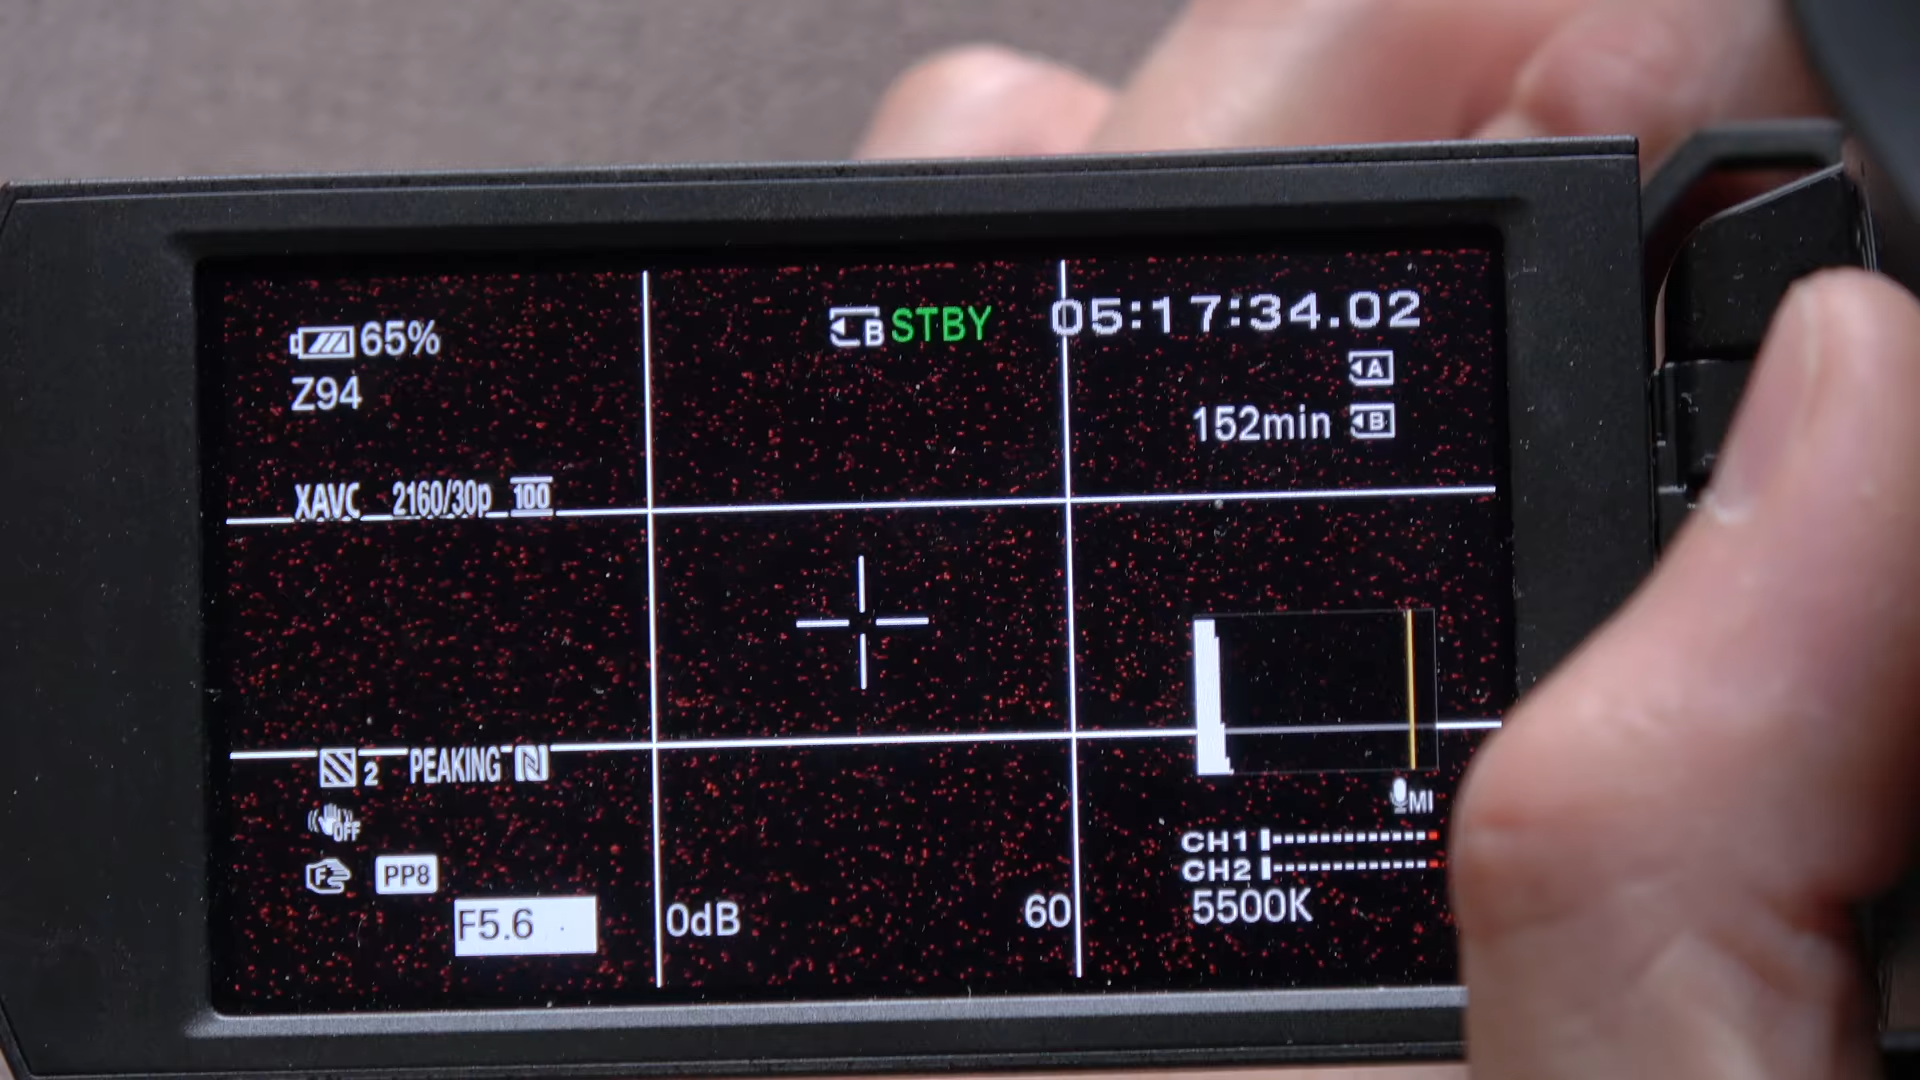 65%
B STBY 05:17:34.02
Z94
A
152min B
XAVC 2160/30p 100
2 PEAKING N
MI
OFF
CH1
CH2
F PP8
F5.6 0dB 60 5500K